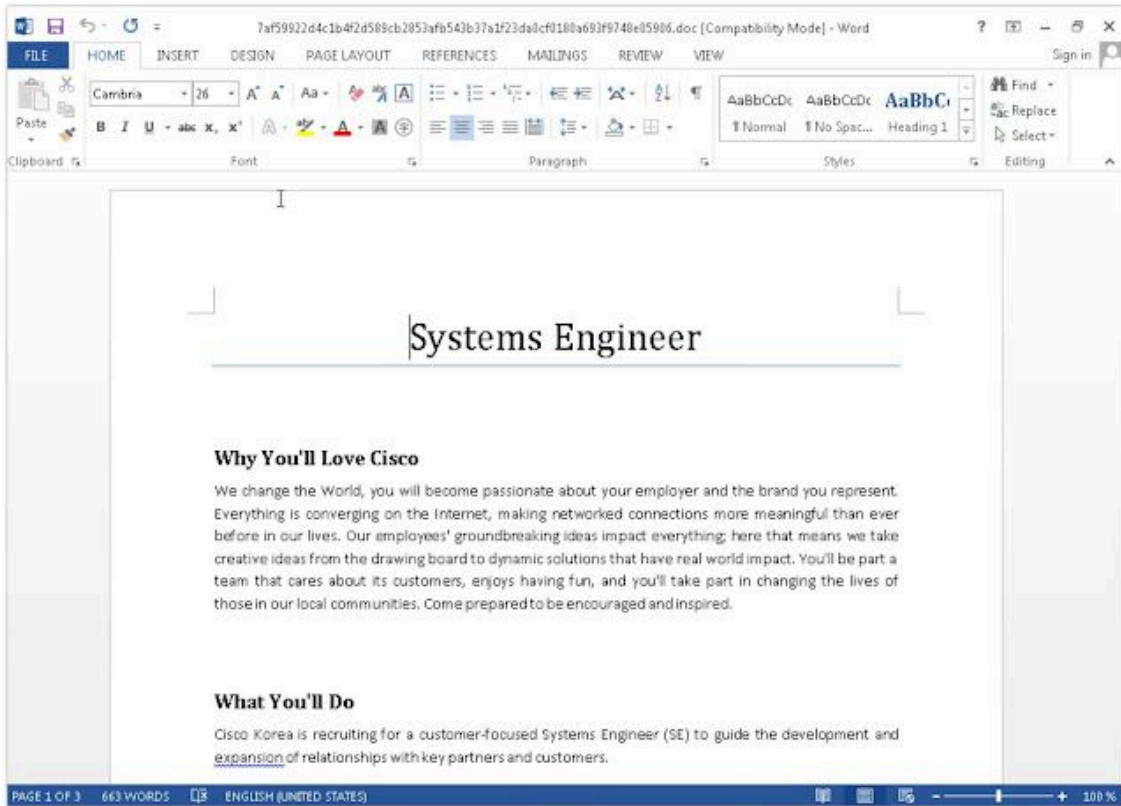 7af59922d4c1b4f2d589cb2853afb543b37a1f23da8cf0180a693f9748e85906.doc [Compatibility Mode] - Word
Sign in
FILE HOME INSERT DESIGN PAGE LAYOUT REFERENCES MAILINGS REVIEW VIEW
Cambria 26
Paste
AaBbCcDc AaBbCcDc AaBbC
¶ Normal ¶ No Spac... Heading 1
Find
Replace
Select
Clipboard Font Paragraph Styles Editing
Systems Engineer
Why You'll Love Cisco
We change the World, you will become passionate about your employer and the brand you represent.
Everything is converging on the Internet, making networked connections more meaningful than ever
before in our lives. Our employees' groundbreaking ideas impact everything; here that means we take
creative ideas from the drawing board to dynamic solutions that have real world impact. You'll be part a
team that cares about its customers, enjoys having fun, and you'll take part in changing the lives of
those in our local communities. Come prepared to be encouraged and inspired.
What You'll Do
Cisco Korea is recruiting for a customer-focused Systems Engineer (SE) to guide the development and
expansion of relationships with key partners and customers.
PAGE 1 OF 3 663 WORDS ENGLISH (UNITED STATES) 100 %